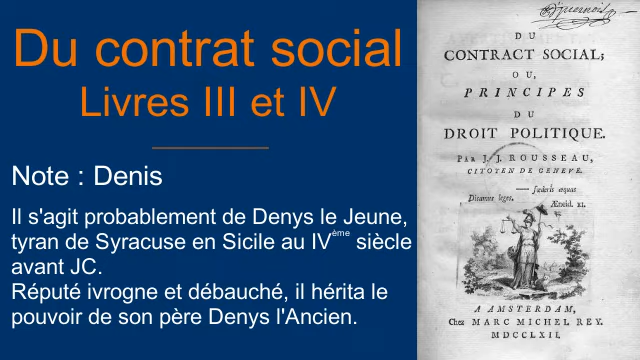 Du contrat social
Livres III et IV
Note : Denis
Il s'agit probablement de Denys le Jeune,
tyran de Syracuse en Sicile au IVème siècle
avant JC.
Réputé ivrogne et débauché, il hérita le
pouvoir de son père Denys l'Ancien.
DU
CONTRACT SOCIAL;
OU,
PRINCIPES
DU
DROIT POLITIQUE.
PAR J. J. ROUSSEAU,
CITOYEN DE GENEVE.
— fœderis æquas
Dicamus leges. Æneid. XI.
A AMSTERDAM,
Chez MARC MICHEL REY.
MDCCLXII.